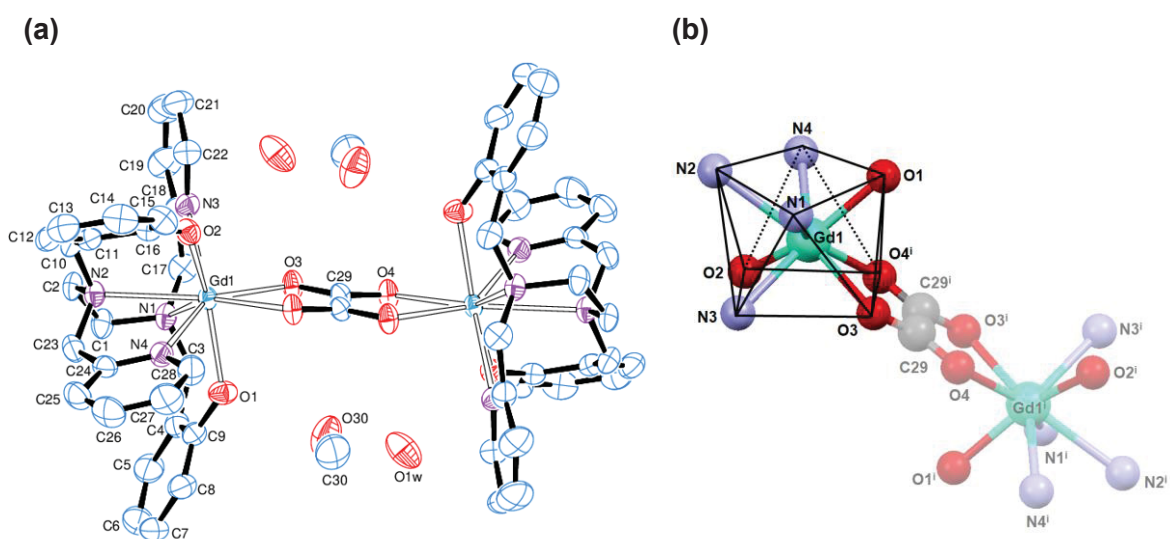 (a)
(b)
C20
C21
C19
C22
C14
C18
C13
C15
N3
O2
C12
C16
C10
C11
C17
Gd1
O3
C29
O4
N2
C2
N1
N4
C23
C1
C3
C24
C28
O1
C25
C27
C26
C4
C9
O30
C5
C8
C30
O1w
C6
C7
N4
N2
O1
N1
Gd1
O2
O4i
C29i
N3
O3
O3i
N3i
C29
O4
O2i
Gd1i
O1i
N1i
N2i
N4i